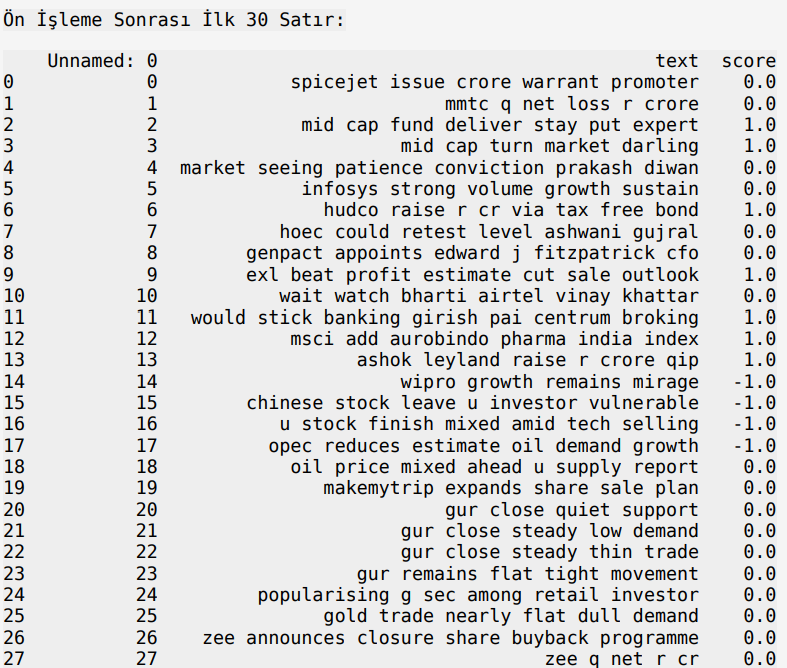 Ön İşleme Sonrası İlk 30 Satır:
Unnamed: 0 text score
0 0 spicejet issue crore warrant promoter 0.0
1 1 mmtc q net loss r crore 0.0
2 2 mid cap fund deliver stay put expert 1.0
3 3 mid cap turn market darling 1.0
4 4 market seeing patience conviction prakash diwan 0.0
5 5 infosys strong volume growth sustain 0.0
6 6 hudco raise r cr via tax free bond 1.0
7 7 hoec could retest level ashwani gujral 0.0
8 8 genpact appoints edward j fitzpatrick cfo 0.0
9 9 exl beat profit estimate cut sale outlook 1.0
10 10 wait watch bharti airtel vinay khattar 0.0
11 11 would stick banking girish pai centrum broking 1.0
12 12 msci add aurobindo pharma india index 1.0
13 13 ashok leyland raise r crore qip 1.0
14 14 wipro growth remains mirage -1.0
15 15 chinese stock leave u investor vulnerable -1.0
16 16 u stock finish mixed amid tech selling -1.0
17 17 opec reduces estimate oil demand growth -1.0
18 18 oil price mixed ahead u supply report 0.0
19 19 makemytrip expands share sale plan 0.0
20 20 gur close quiet support 0.0
21 21 gur close steady low demand 0.0
22 22 gur close steady thin trade 0.0
23 23 gur remains flat tight movement 0.0
24 24 popularising g sec among retail investor 0.0
25 25 gold trade nearly flat dull demand 0.0
26 26 zee announces closure share buyback programme 0.0
27 27 zee q net r cr 0.0